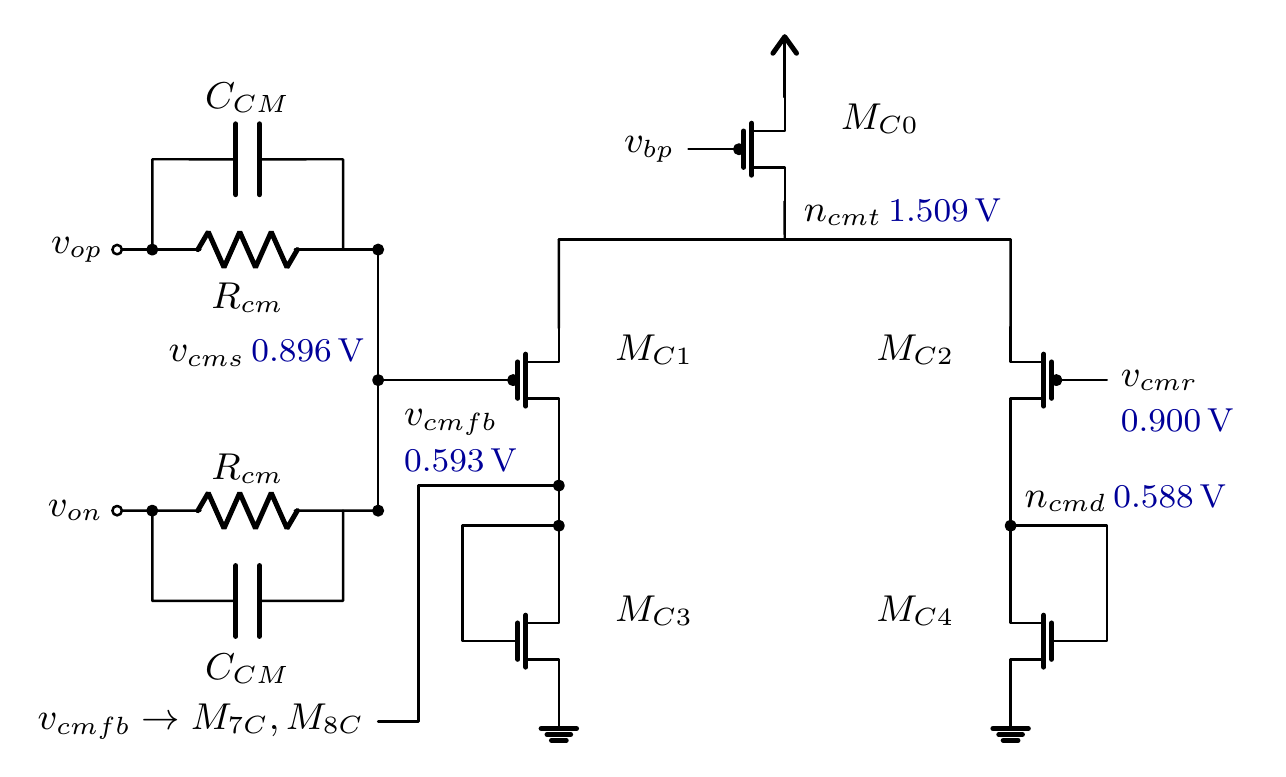 C_{CM}
M_{C0}
v_{bp}
n_{cmt} 1.509 V
v_{op}
R_{cm}
v_{cms} 0.896 V
M_{C1}
M_{C2}
v_{cmr}
0.900 V
v_{cmfb}
0.593 V
R_{cm}
n_{cmd} 0.588 V
v_{on}
M_{C3}
M_{C4}
C_{CM}
v_{cmfb} → M_{7C}, M_{8C}